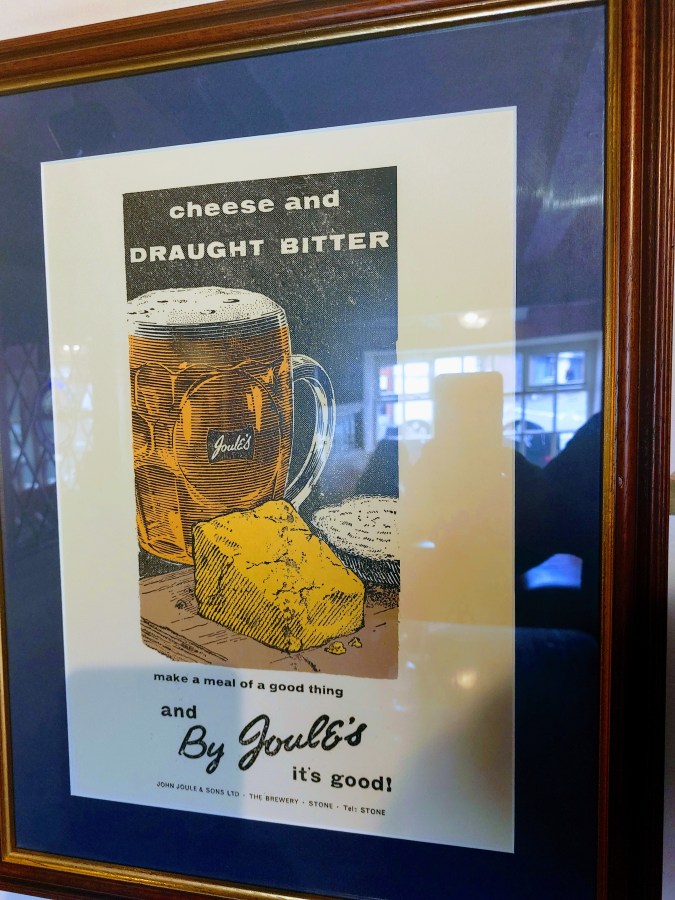 cheese and
DRAUGHT BITTER
Joule's
make a meal of a good thing
and
By Joule's
it's good!
JOHN JOULE & SONS LTD · THE BREWERY · STONE · Tel: STONE